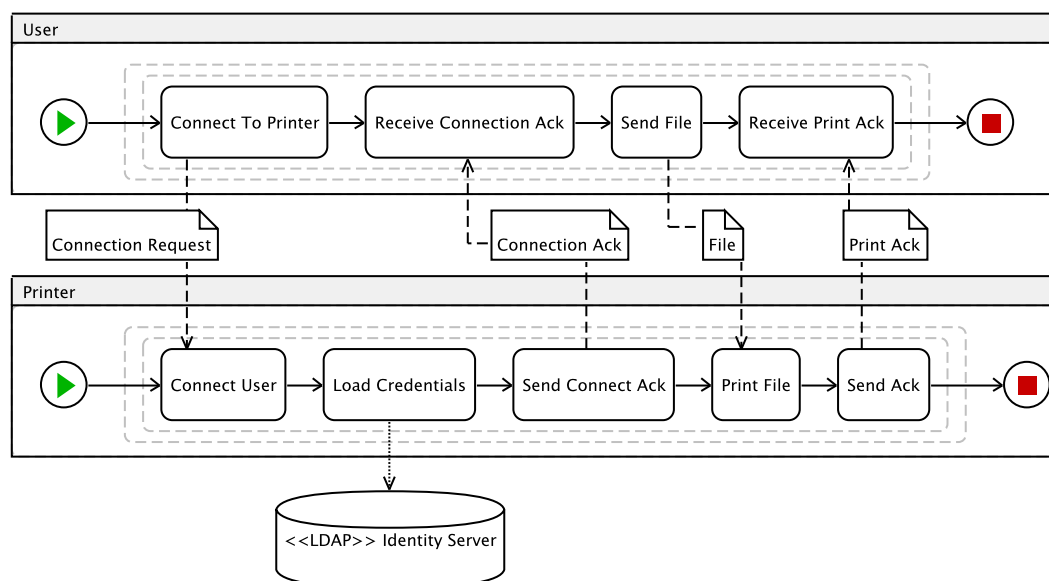 User
Connect To Printer
Receive Connection Ack
Send File
Receive Print Ack
Connection Request
Connection Ack
File
Print Ack
Printer
Connect User
Load Credentials
Send Connect Ack
Print File
Send Ack
<<LDAP>> Identity Server